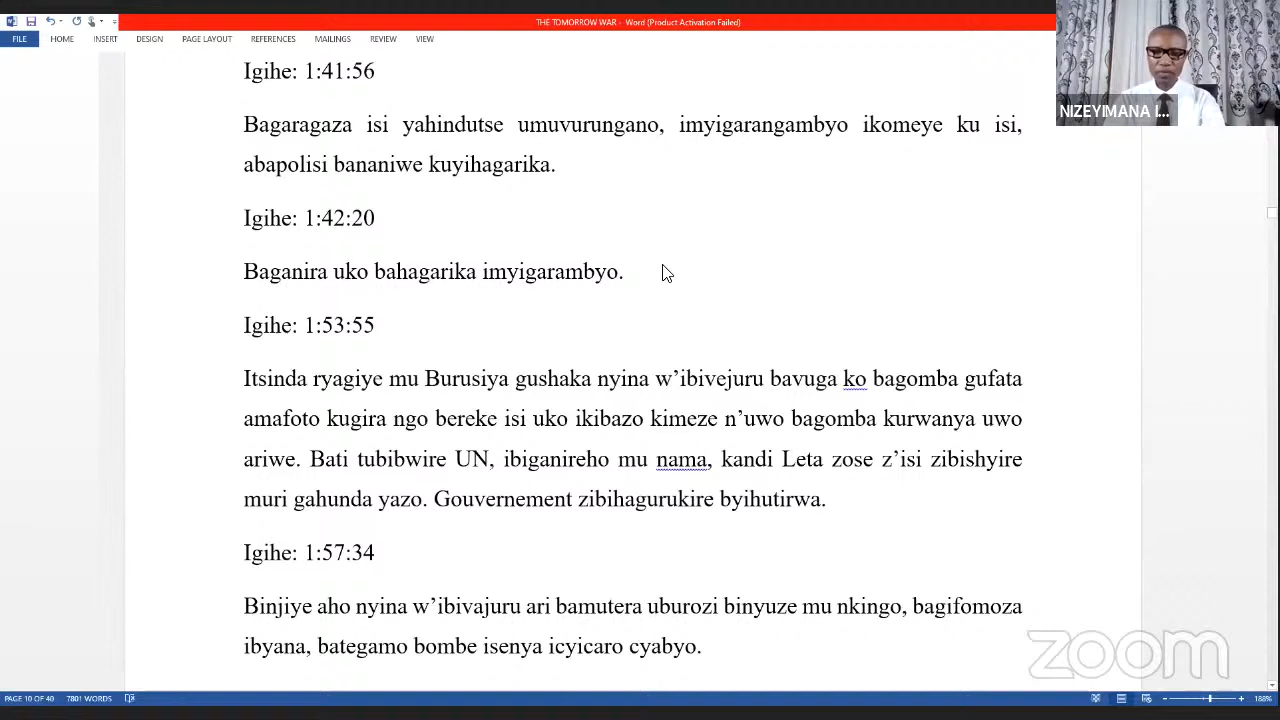 THE TOMORROW WAR - Word (Product Activation Failed)
FILE HOME INSERT DESIGN PAGE LAYOUT REFERENCES MAILINGS REVIEW VIEW
NIZEYIMANA I...
Igihe: 1:41:56
Bagaragaza isi yahindutse umuvurungano, imyigarangambyo ikomeye ku isi,
abapolisi bananiwe kuyihagarika.
Igihe: 1:42:20
Baganira uko bahagarika imyigarambyo.
Igihe: 1:53:55
Itsinda ryagiye mu Burusiya gushaka nyina w’ibivejuru bavuga ko bagomba gufata
amafoto kugira ngo bereke isi uko ikibazo kimeze n’uwo bagomba kurwanya uwo
ariwe. Bati tubibwire UN, ibiganireho mu nama, kandi Leta zose z’isi zibishyire
muri gahunda yazo. Gouvernement zibihagurukire byihutirwa.
Igihe: 1:57:34
Binjiye aho nyina w’ibivajuru ari bamutera uburozi binyuze mu nkingo, bagifomoza
ibyana, bategamo bombe isenya icyicaro cyabyo.
zoom
PAGE 10 OF 40 7801 WORDS
188%